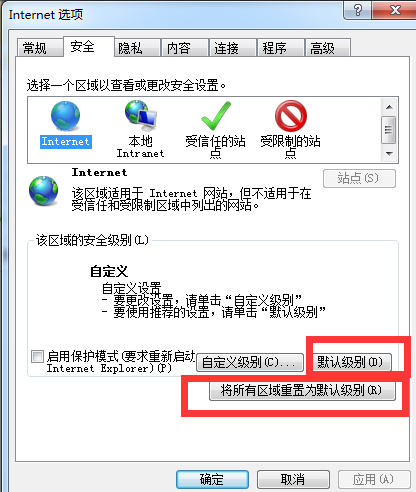 Internet 选项
常规 安全 隐私 内容 连接 程序 高级
选择一个区域以查看或更改安全设置。
Internet
本地
Intranet
受信任的站
点
受限制的站
点
Internet
该区域适用于 Internet 网站，但不适用于在
受信任和受限制区域中列出的网站。
站点(S)
该区域的安全级别(L)
自定义
自定义设置
- 要更改设置，请单击“自定义级别”
- 要使用推荐的设置，请单击“默认级别”
启用保护模式(要求重新启动
Internet Explorer)(P)
自定义级别(C)... 默认级别(D)
将所有区域重置为默认级别(R)
确定 取消 应用(A)